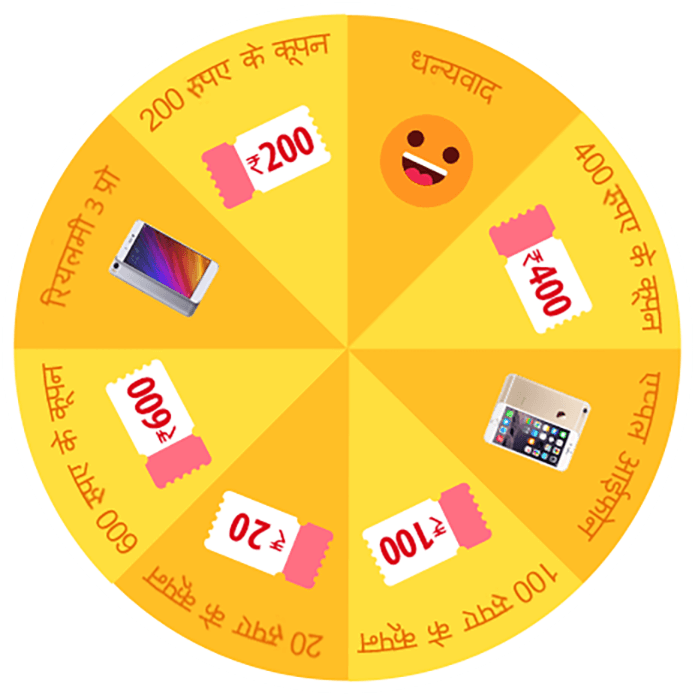 धन्यवाद
400 रुपए के कूपन
₹400
एप्पल आईफोन
100 रुपए के कूपन
₹100
20 रुपए के कूपन
₹20
600 रुपए के कूपन
₹600
रियलमी 3 प्रो
200 रुपए के कूपन
₹200